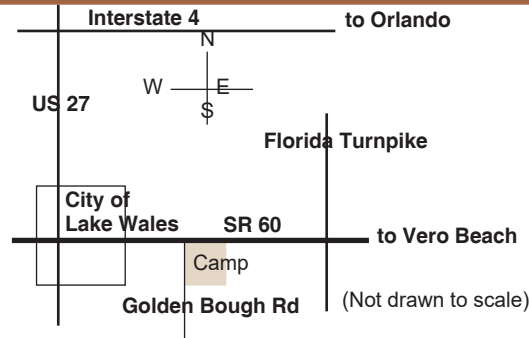 Interstate 4
to Orlando
N
W
E
S
US 27
Florida Turnpike
City of
Lake Wales
SR 60
to Vero Beach
Camp
Golden Bough Rd
(Not drawn to scale)